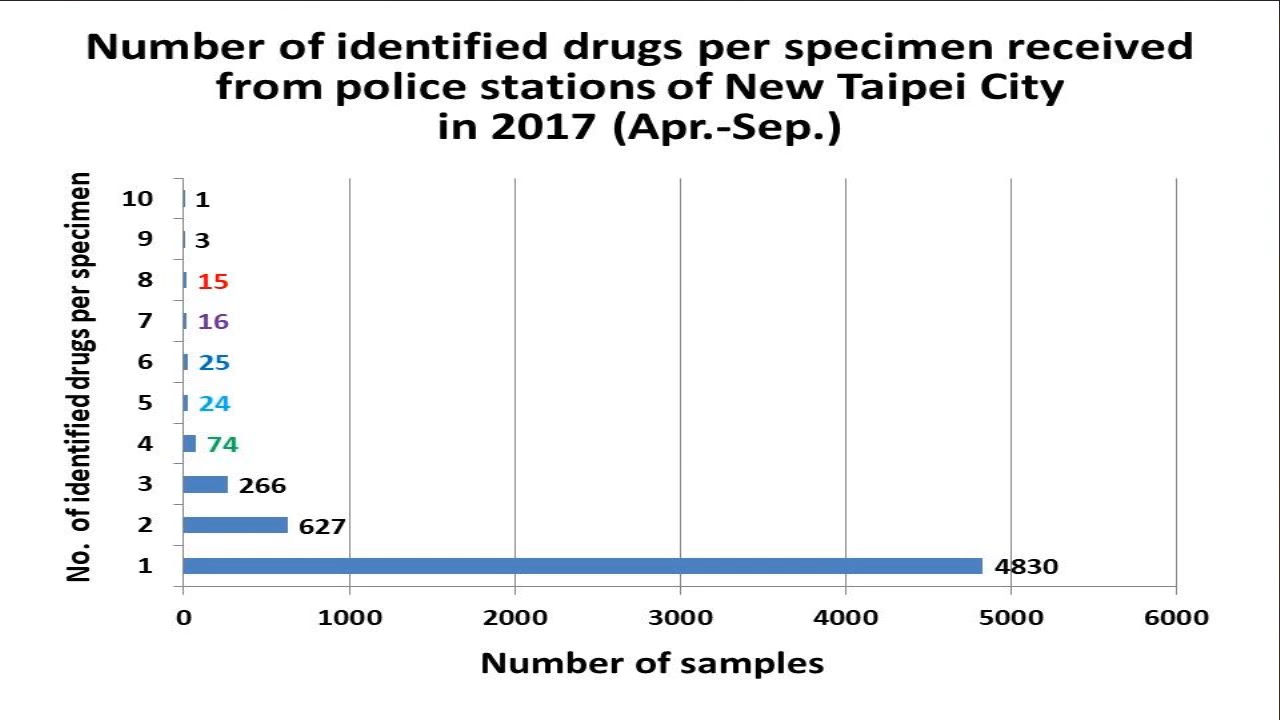 Number of identified drugs per specimen received
from police stations of New Taipei City
in 2017 (Apr.-Sep.)
No. of identified drugs per specimen
10 1
9 3
8 15
7 16
6 25
5 24
4 74
3 266
2 627
1 4830
0 1000 2000 3000 4000 5000 6000
Number of samples